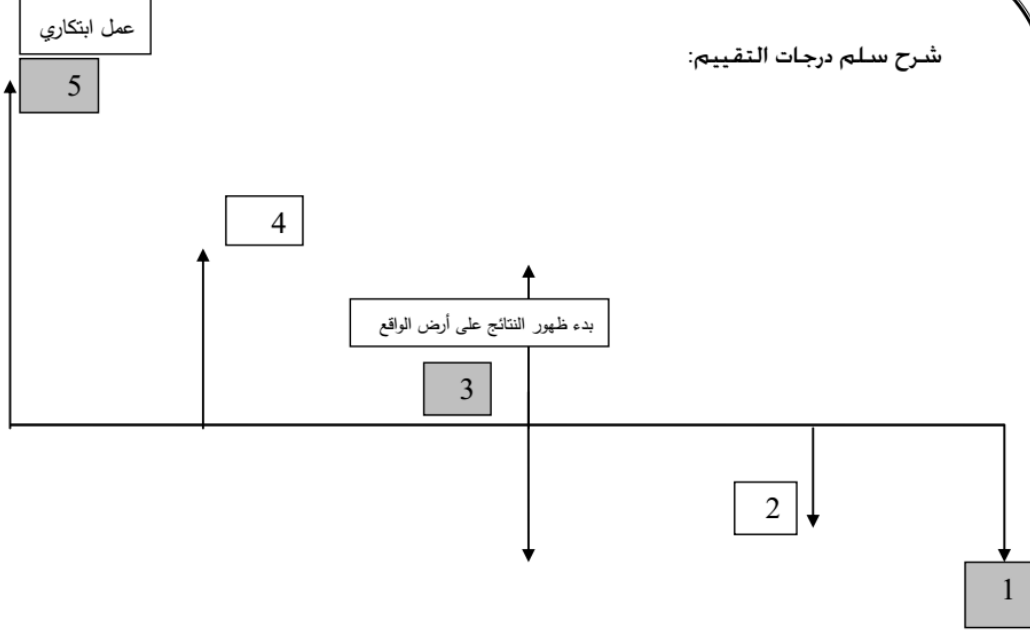 عمل ابتكاري
شرح سلم درجات التقييم:
5
4
بدء ظهور النتائج على أرض الواقع
3
2
1